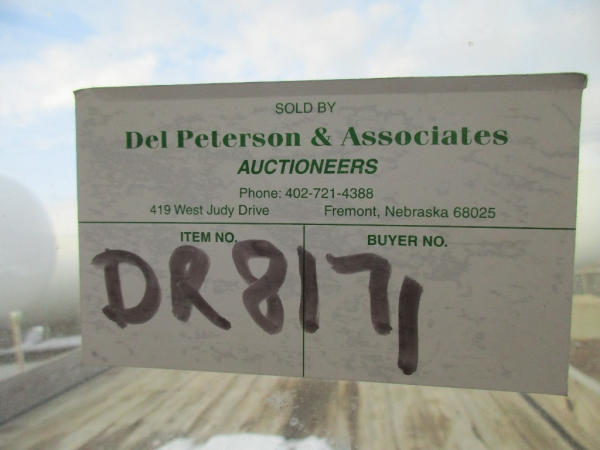 SOLD BY
Del Peterson & Associates
AUCTIONEERS
Phone: 402-721-4388
419 West Judy Drive Fremont, Nebraska 68025
ITEM NO. BUYER NO.
DR8171